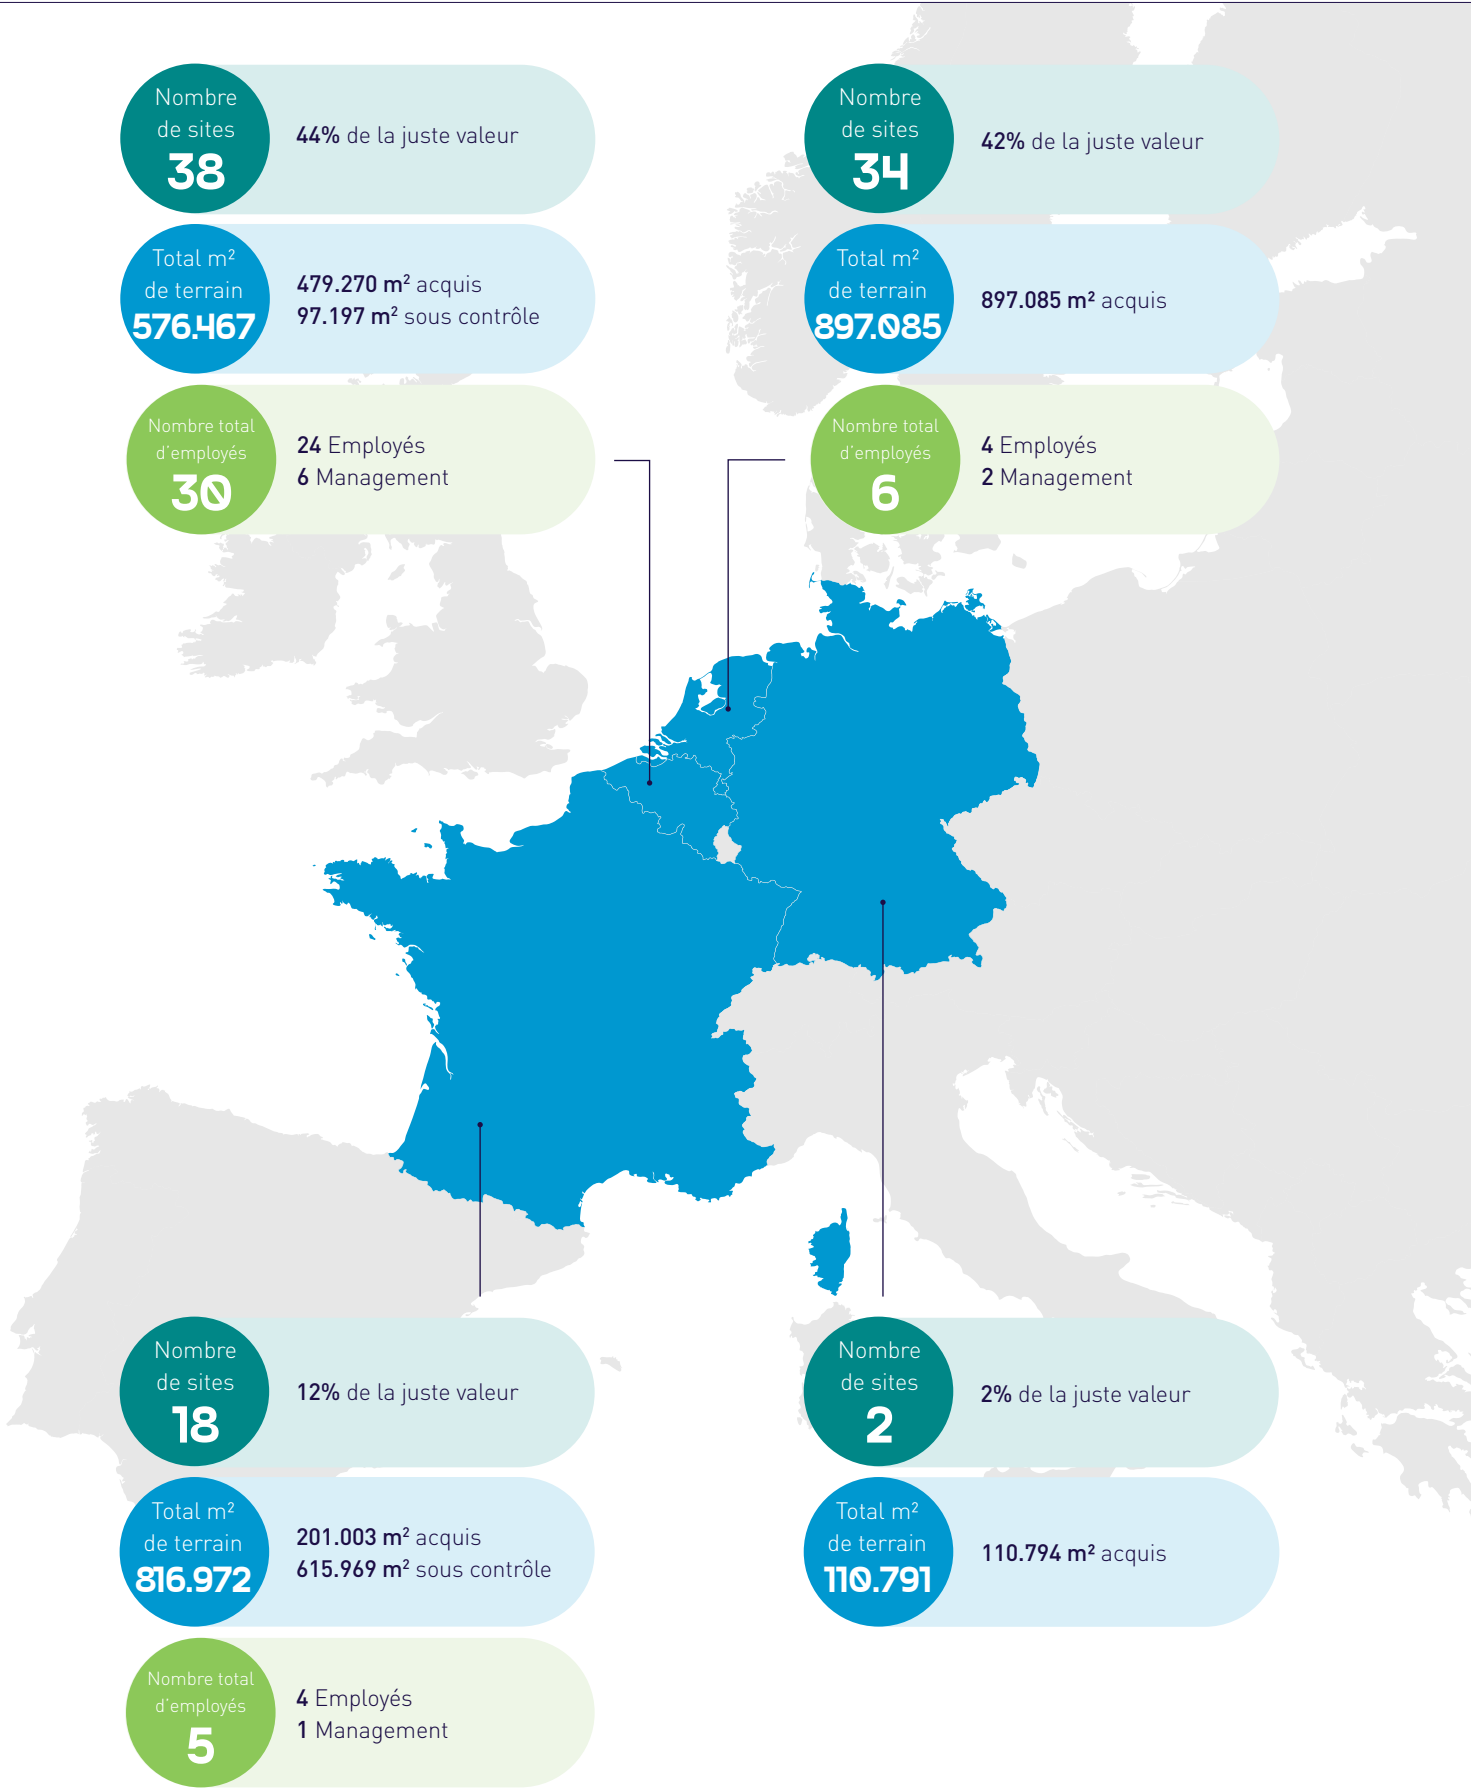 Nombre
de sites
38
44% de la juste valeur
Total m²
de terrain
576.467
479.270 m² acquis
97.197 m² sous contrôle
Nombre total
d'employés
30
24 Employés
6 Management
Nombre
de sites
34
42% de la juste valeur
Total m²
de terrain
897.085
897.085 m² acquis
Nombre total
d'employés
6
4 Employés
2 Management
Nombre
de sites
18
12% de la juste valeur
Total m²
de terrain
816.972
201.003 m² acquis
615.969 m² sous contrôle
Nombre total
d'employés
5
4 Employés
1 Management
Nombre
de sites
2
2% de la juste valeur
Total m²
de terrain
110.791
110.794 m² acquis